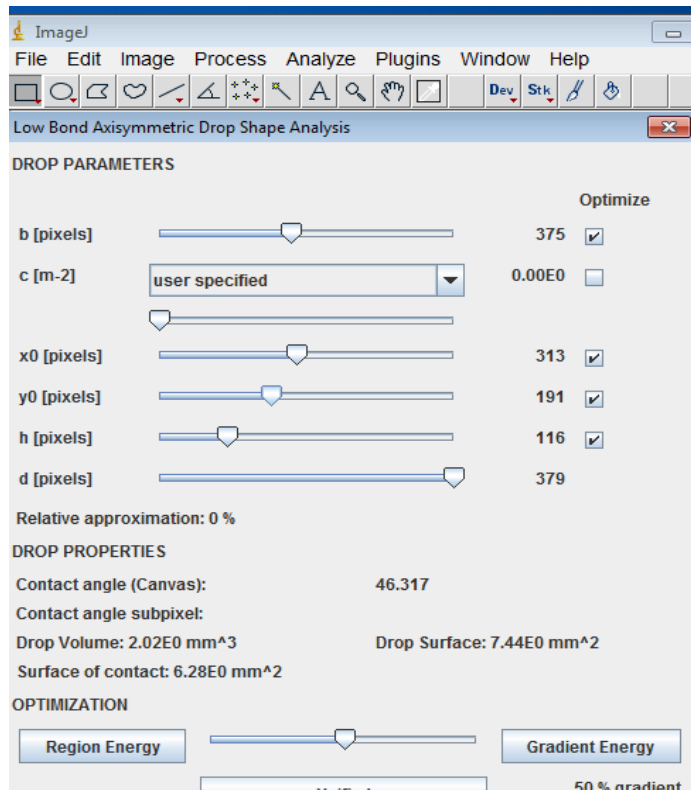 ImageJ
File Edit Image Process Analyze Plugins Window Help
A Dev Stk
Low Bond Axisymmetric Drop Shape Analysis
DROP PARAMETERS
Optimize
b [pixels] 375
c [m-2] user specified 0.00E0
x0 [pixels] 313
y0 [pixels] 191
h [pixels] 116
d [pixels] 379
Relative approximation: 0 %
DROP PROPERTIES
Contact angle (Canvas): 46.317
Contact angle subpixel:
Drop Volume: 2.02E0 mm^3 Drop Surface: 7.44E0 mm^2
Surface of contact: 6.28E0 mm^2
OPTIMIZATION
Region Energy Gradient Energy
50 % gradient